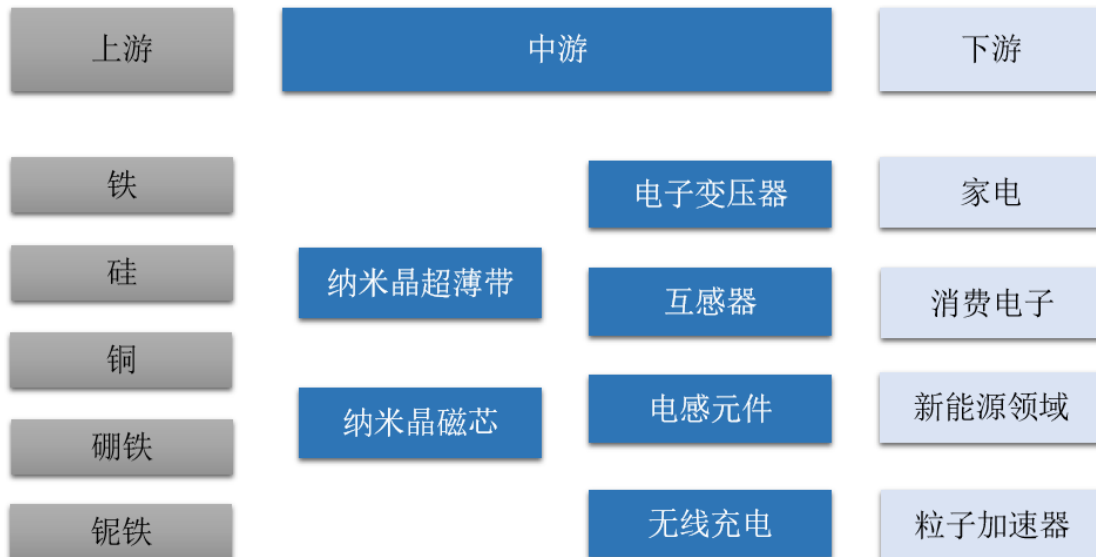 上游
中游
下游
铁
硅
铜
硼铁
铌铁
纳米晶超薄带
纳米晶磁芯
电子变压器
互感器
电感元件
无线充电
家电
消费电子
新能源领域
粒子加速器